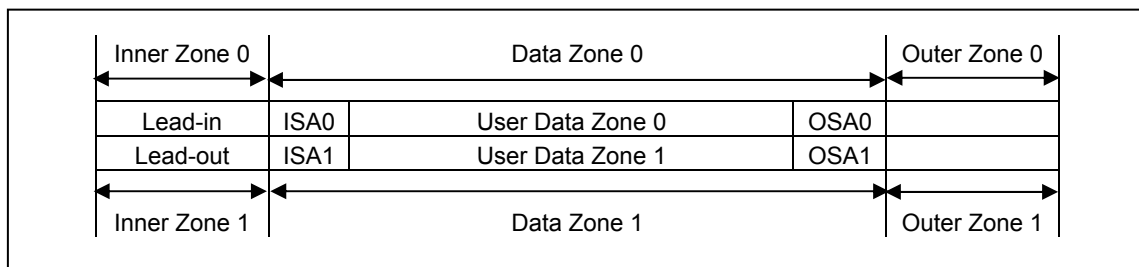 Inner Zone 0 Data Zone 0 Outer Zone 0
Lead-in ISA0 User Data Zone 0 OSA0
Lead-out ISA1 User Data Zone 1 OSA1
Inner Zone 1 Data Zone 1 Outer Zone 1